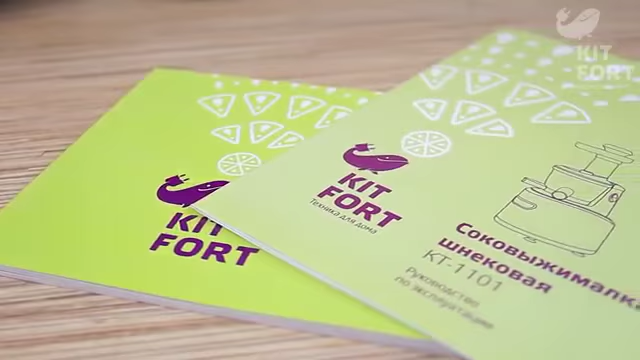 KIT
FORT
KIT
FORT
KIT
FORT
Техника для дома
Соковыжималка
шнековая
КТ-1101
Руководство
по эксплуатации